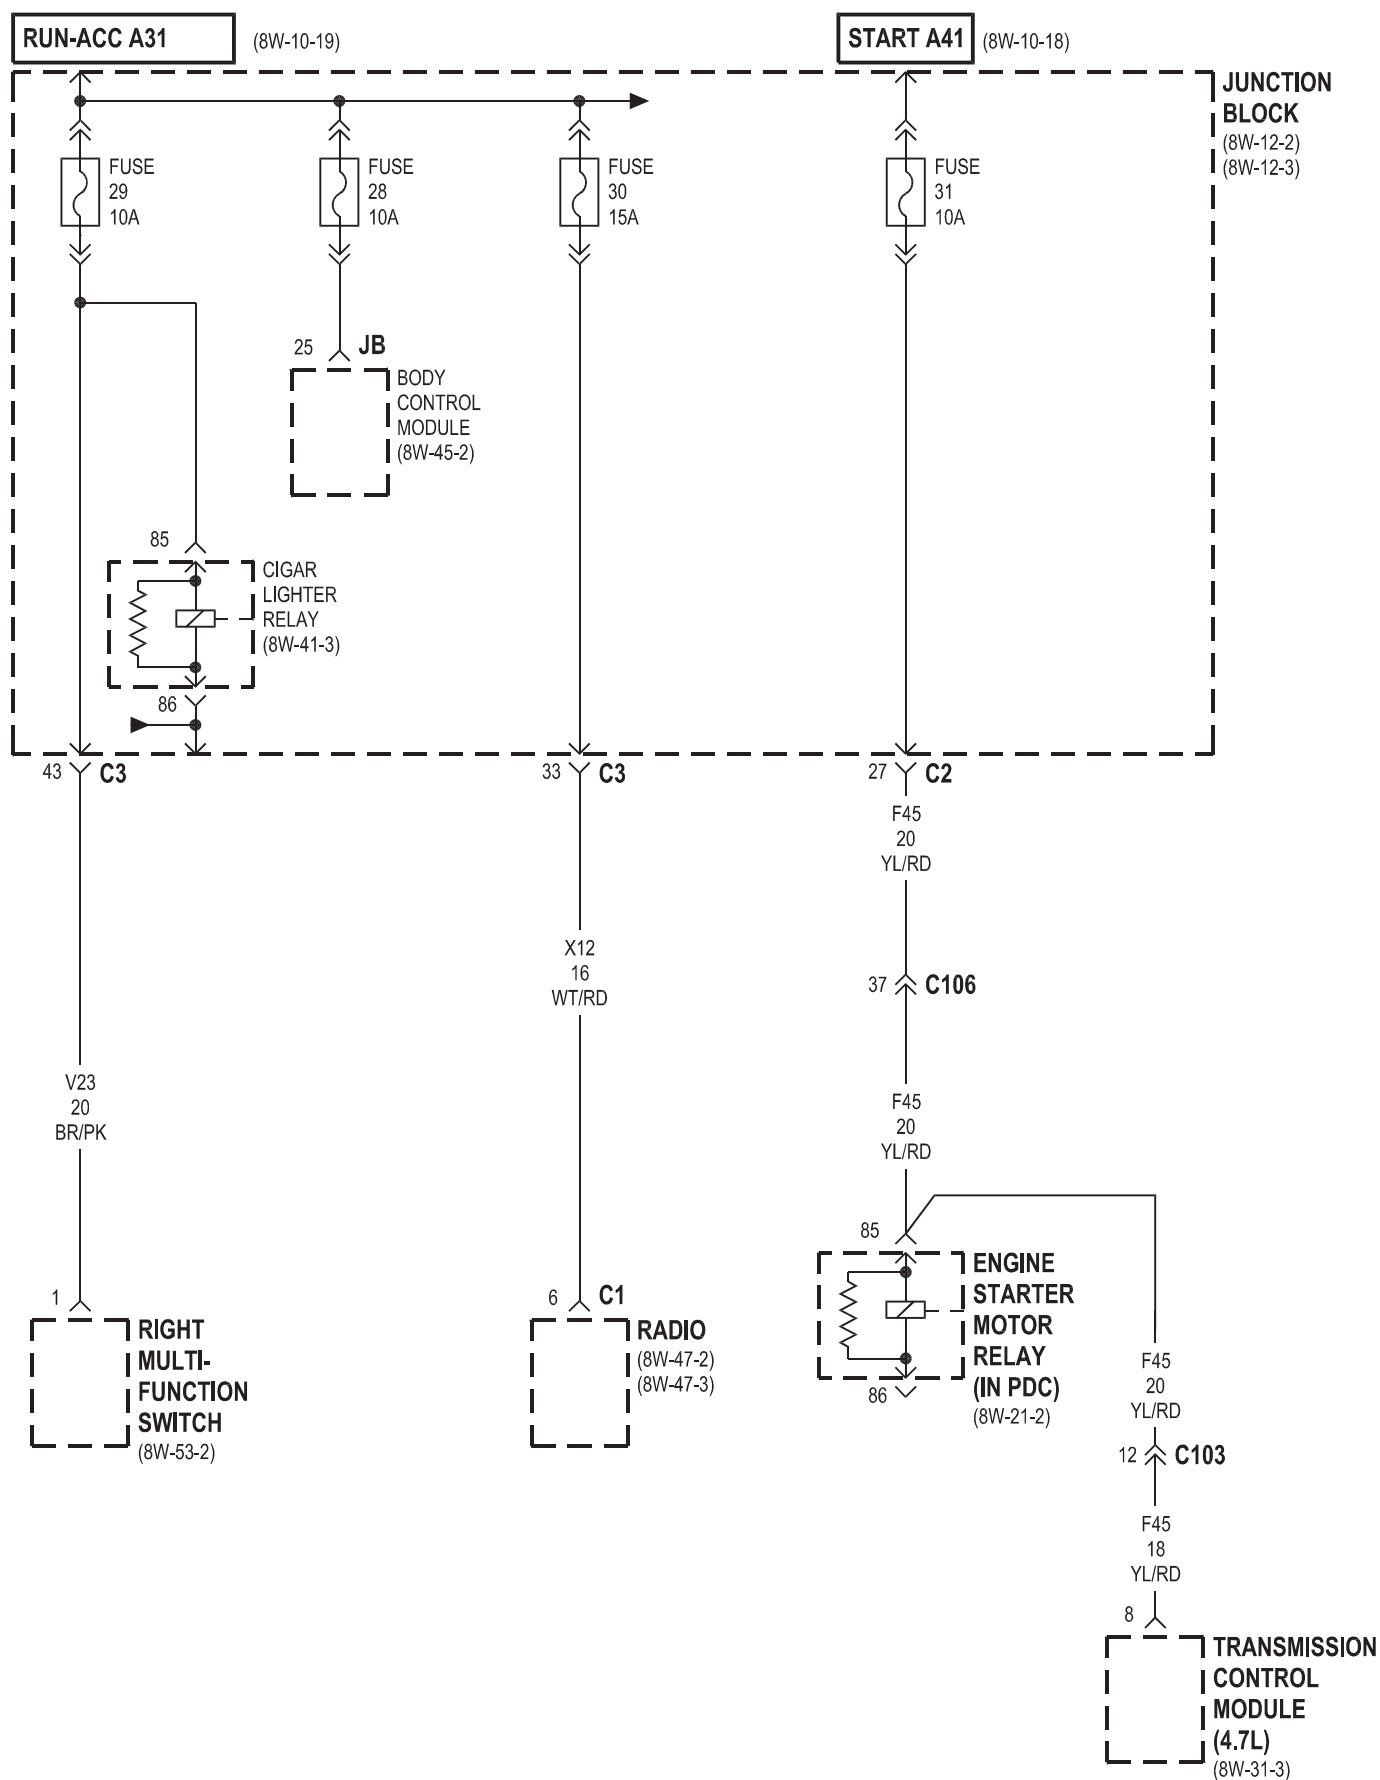 RUN-ACC A31 (8W-10-19)
START A41 (8W-10-18)
JUNCTION
BLOCK
(8W-12-2)
(8W-12-3)
FUSE
29
10A
FUSE
28
10A
FUSE
30
15A
FUSE
31
10A
25 JB
BODY
CONTROL
MODULE
(8W-45-2)
85
CIGAR
LIGHTER
RELAY
(8W-41-3)
86
43 C3
33 C3
27 C2
F45
20
YL/RD
X12
16
WT/RD
37 C106
V23
20
BR/PK
F45
20
YL/RD
85
ENGINE
STARTER
MOTOR
RELAY
(IN PDC)
(8W-21-2)
86
1
RIGHT
MULTI-
FUNCTION
SWITCH
(8W-53-2)
6 C1
RADIO
(8W-47-2)
(8W-47-3)
F45
20
YL/RD
12 C103
F45
18
YL/RD
8
TRANSMISSION
CONTROL
MODULE
(4.7L)
(8W-31-3)